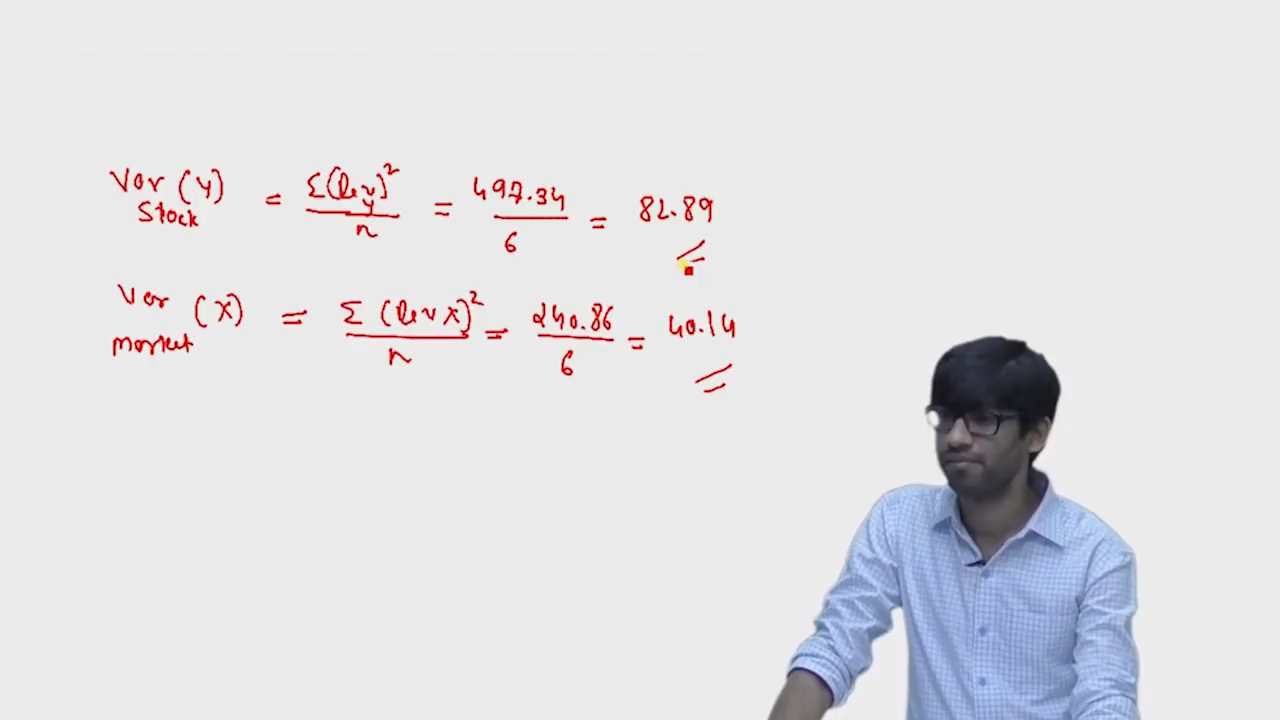 Var (Y) = Σ(Dev y)² / n = 497.34 / 6 = 82.89
Stock
Var (X) = Σ (Dev X)² / n = 240.86 / 6 = 40.14
market